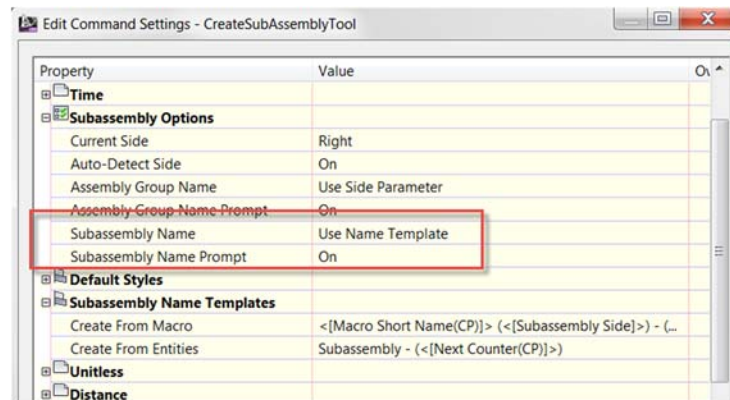 Edit Command Settings - CreateSubAssemblyTool
Property Value Ov
Time
Subassembly Options
Current Side Right
Auto-Detect Side On
Assembly Group Name Use Side Parameter
Assembly Group Name Prompt On
Subassembly Name Use Name Template
Subassembly Name Prompt On
Default Styles
Subassembly Name Templates
Create From Macro <[Macro Short Name(CP)]> (<[Subassembly Side]>) - (...
Create From Entities Subassembly - (<[Next Counter(CP)]>)
Unitless
Distance